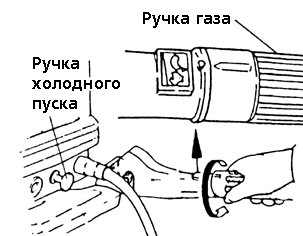 Ручка газа
Ручка
холодного
пуска